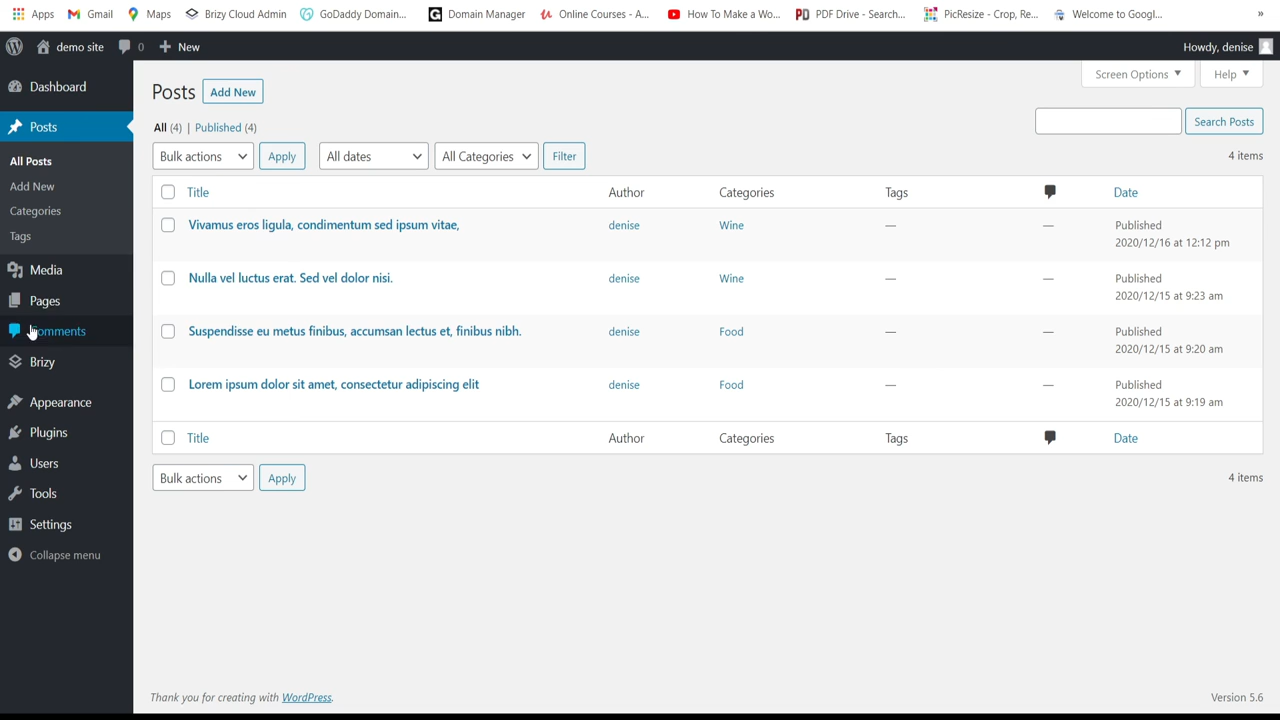 Apps Gmail Maps Brizy Cloud Admin GoDaddy Domain... Domain Manager Online Courses - A... How To Make a Wo... PDF Drive - Search... PicResize - Crop, Re... Welcome to Googl... »
demo site 0 + New Howdy, denise
Dashboard
Posts
All Posts
Add New
Categories
Tags
Media
Pages
Brizy
Appearance
Plugins
Users
Tools
Settings
Collapse menu
Screen Options Help
Posts Add New
All (4) | Published (4)
Search Posts
Bulk actions Apply All dates All Categories Filter 4 items
Title Author Categories Tags Date
Vivamus eros ligula, condimentum sed ipsum vitae, denise Wine — — Published
2020/12/16 at 12:12 pm
Nulla vel luctus erat. Sed vel dolor nisi. denise Wine — — Published
2020/12/15 at 9:23 am
Suspendisse eu metus finibus, accumsan lectus et, finibus nibh. denise Food — — Published
2020/12/15 at 9:20 am
Lorem ipsum dolor sit amet, consectetur adipiscing elit denise Food — — Published
2020/12/15 at 9:19 am
Title Author Categories Tags Date
Bulk actions Apply 4 items
Thank you for creating with WordPress. Version 5.6